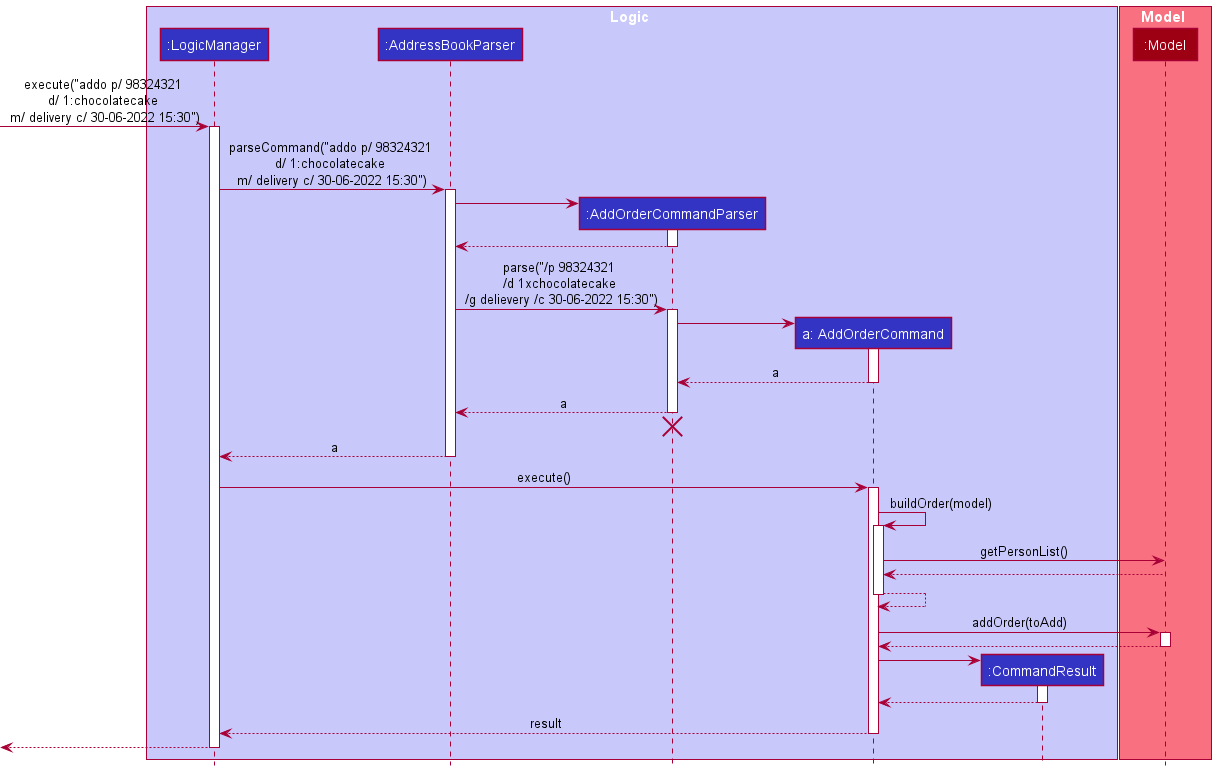 Logic
Model
:LogicManager
:AddressBookParser
:Model
execute("addo p/ 98324321
d/ 1:chocolatecake
m/ delivery c/ 30-06-2022 15:30")
parseCommand("addo p/ 98324321
d/ 1:chocolatecake
m/ delivery c/ 30-06-2022 15:30")
:AddOrderCommandParser
parse("/p 98324321
/d 1xchocolatecake
/g delievery /c 30-06-2022 15:30")
a: AddOrderCommand
a
a
a
execute()
buildOrder(model)
getPersonList()
addOrder(toAdd)
:CommandResult
result